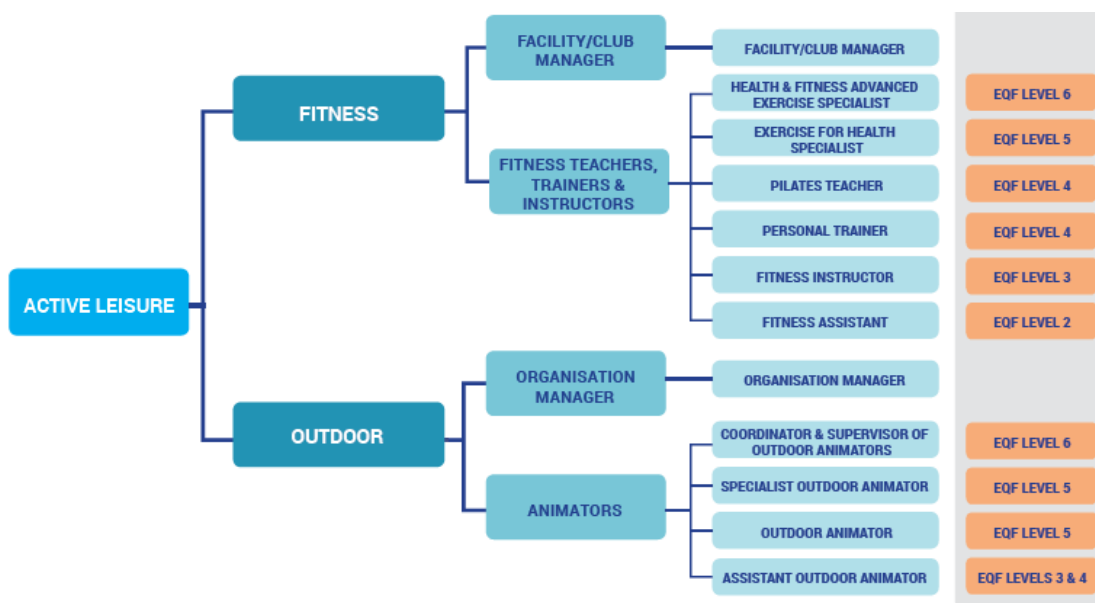 ACTIVE LEISURE
FITNESS
FACILITY/CLUB
MANAGER
FACILITY/CLUB MANAGER
FITNESS TEACHERS,
TRAINERS &
INSTRUCTORS
HEALTH & FITNESS ADVANCED
EXERCISE SPECIALIST
EQF LEVEL 6
EXERCISE FOR HEALTH
SPECIALIST
EQF LEVEL 5
PILATES TEACHER
EQF LEVEL 4
PERSONAL TRAINER
EQF LEVEL 4
FITNESS INSTRUCTOR
EQF LEVEL 3
FITNESS ASSISTANT
EQF LEVEL 2
OUTDOOR
ORGANISATION
MANAGER
ORGANISATION MANAGER
ANIMATORS
COORDINATOR & SUPERVISOR OF
OUTDOOR ANIMATORS
EQF LEVEL 6
SPECIALIST OUTDOOR ANIMATOR
EQF LEVEL 5
OUTDOOR ANIMATOR
EQF LEVEL 5
ASSISTANT OUTDOOR ANIMATOR
EQF LEVELS 3 & 4